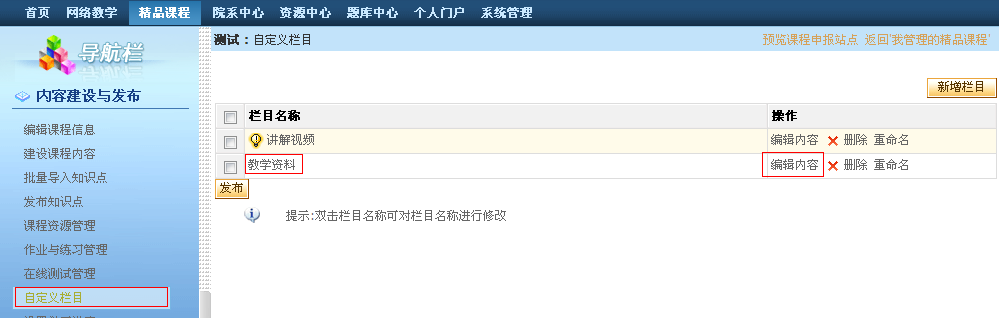 首页 网络教学 精品课程 院系中心 资源中心 题库中心 个人门户 系统管理
导航栏
内容建设与发布
编辑课程信息
建设课程内容
批量导入知识点
发布知识点
课程资源管理
作业与练习管理
在线测试管理
自定义栏目
测试：自定义栏目
预览课程申报站点 返回'我管理的精品课程'
新增栏目
栏目名称 操作
讲解视频 编辑内容 删除 重命名
教学资料 编辑内容 删除 重命名
发布
提示:双击栏目名称可对栏目名称进行修改